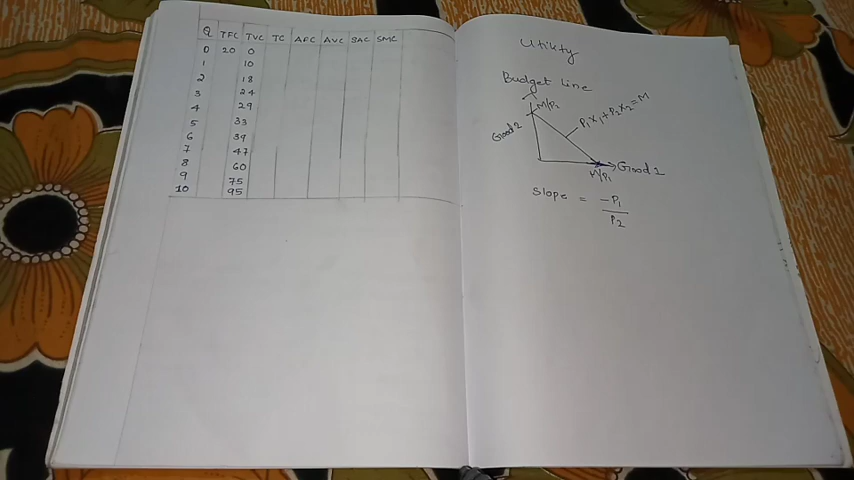 Q TFC TVC TC AFC AVC SAC SMC
0 20 0
1 10
2 18
3 24
4 29
5 33
6 39
7 47
8 60
9 75
10 95
Utility
Budget Line
M/P₂
P₁X₁+P₂X₂=M
Good 2
Good 1
M/P₁
Slope = -P₁
P₂